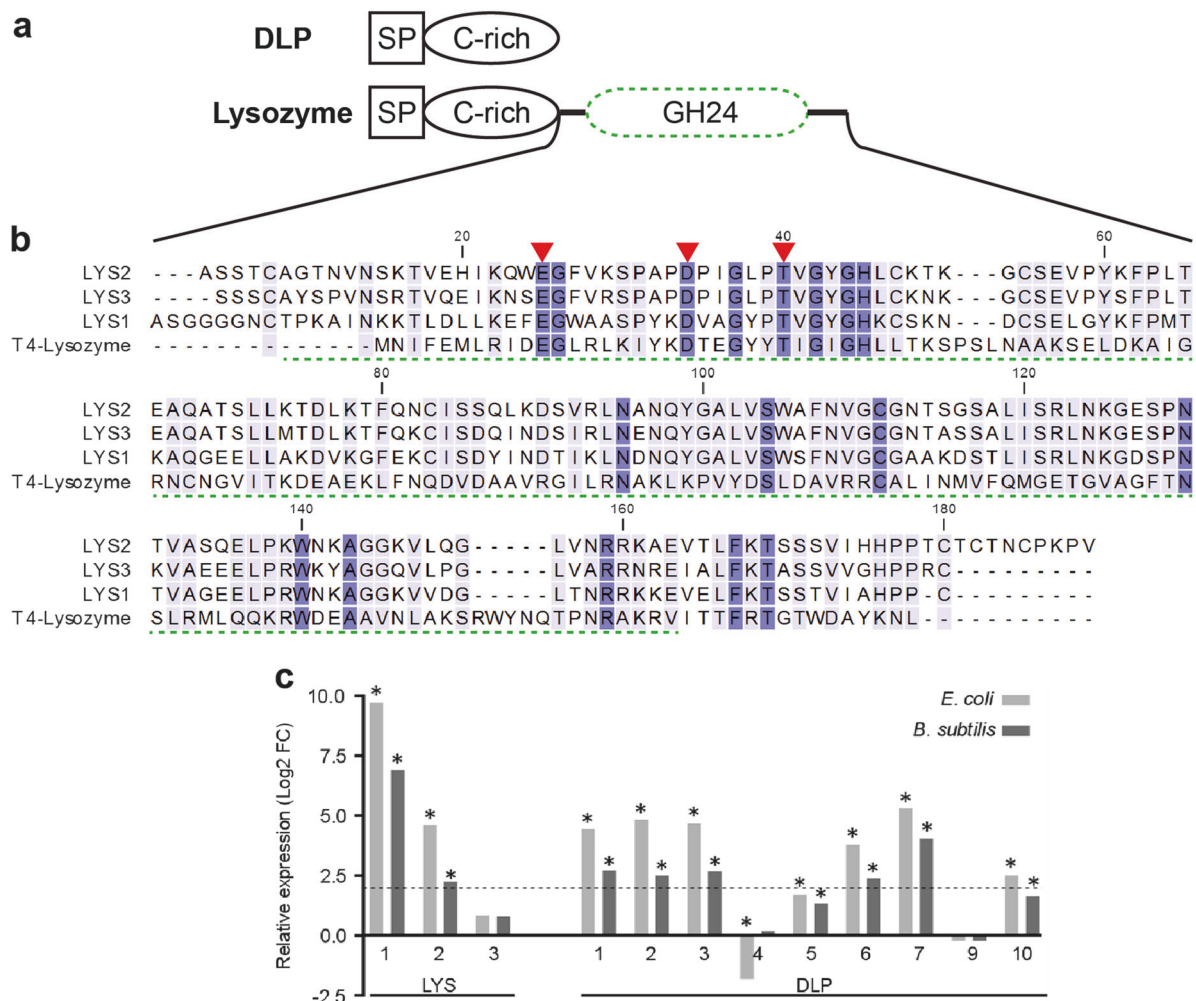 a
DLP SP C-rich
Lysozyme SP C-rich GH24
b
20 40 60
LYS2 ---ASSTCAGTNVNSKTVEHIKQWEGFVKSPAPDPIGLPTVGYGHLCKTK---GCSEVPYKFPLT
LYS3 ----SSSCAYSPVNSRTVQEIKNSEGFVRSPAPDPIGLPTVGYGHLCKNK---GCSEVPYSFPLT
LYS1 ASGGGGNCTPKAINKKTLDLLKEFEGWAASPYKDVAGYPTVGYGHKCSKN---DCSELGYKFPMT
T4-Lysozyme --------------MNIFEMLRIDEGLRLKIYKDTEGYYTIGIGHLLTKSPSLNAAKSELDKAIG
80 100 120
LYS2 EAQATSLLKTDLKTFQNCISSQLKDSVRLNANQYGALVSWAFNVGCGNTSGSALISRLNKGESPN
LYS3 EAQATSLLMTDLKTFQKCISDQINDSIRLNENQYGALVSWAFNVGCGNTASSALISRLNKGESPN
LYS1 KAQGEELLAKDVKGFEKCISDYINDTIKLNDNQYGALVSWSFNVGCGAAKDSTLISRLNKGDSPN
T4-Lysozyme RNCNGVITKDEAEKLFNQDVDAAVRGILRNAKLKPVYDSLDAVRRCALINMVFQMGETGVAGFTN
140 160 180
LYS2 TVASQELPKWNKAGGKVLQG-----LVNRRKAEVTLFKTSSSVIHHPPTCTCTNCPKPV
LYS3 KVAEEELPRWKYAGGQVLPG-----LVARRNREIALFKTASSVVGHPPRC---------
LYS1 TVAGEELPRWNKAGGKVVDG-----LTNRRKKEVELFKTSSTVIAHPP-C---------
T4-Lysozyme SLRMLQQKRWDEAAVNLAKSRWYNQTPNRAKRVITTFRTGTWDAYKNL-----------
c
Relative expression (Log2 FC)
10.0
7.5
5.0
2.5
0.0
-2.5
E. coli
B. subtilis
* * * * * * * * * * * * * * * * * * *
1 2 3 1 2 3 4 5 6 7 9 10
LYS DLP